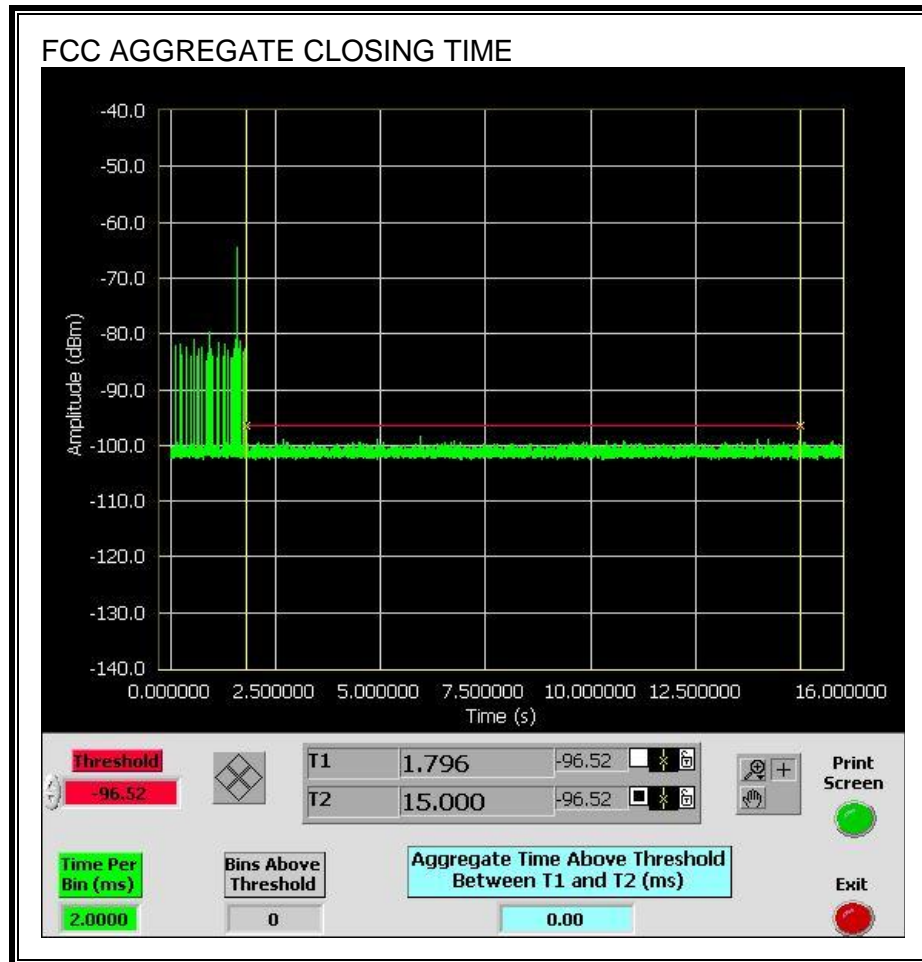 FCC AGGREGATE CLOSING TIME
-40.0
-50.0
-60.0
-70.0
-80.0
-90.0
-100.0
-110.0
-120.0
-130.0
-140.0
Amplitude (dBm)
0.000000 2.500000 5.000000 7.500000 10.000000 12.500000 16.000000
Time (s)
Threshold
-96.52
T1 1.796 -96.52
T2 15.000 -96.52
Print
Screen
Time Per
Bin (ms)
2.0000
Bins Above
Threshold
0
Aggregate Time Above Threshold
Between T1 and T2 (ms)
0.00
Exit